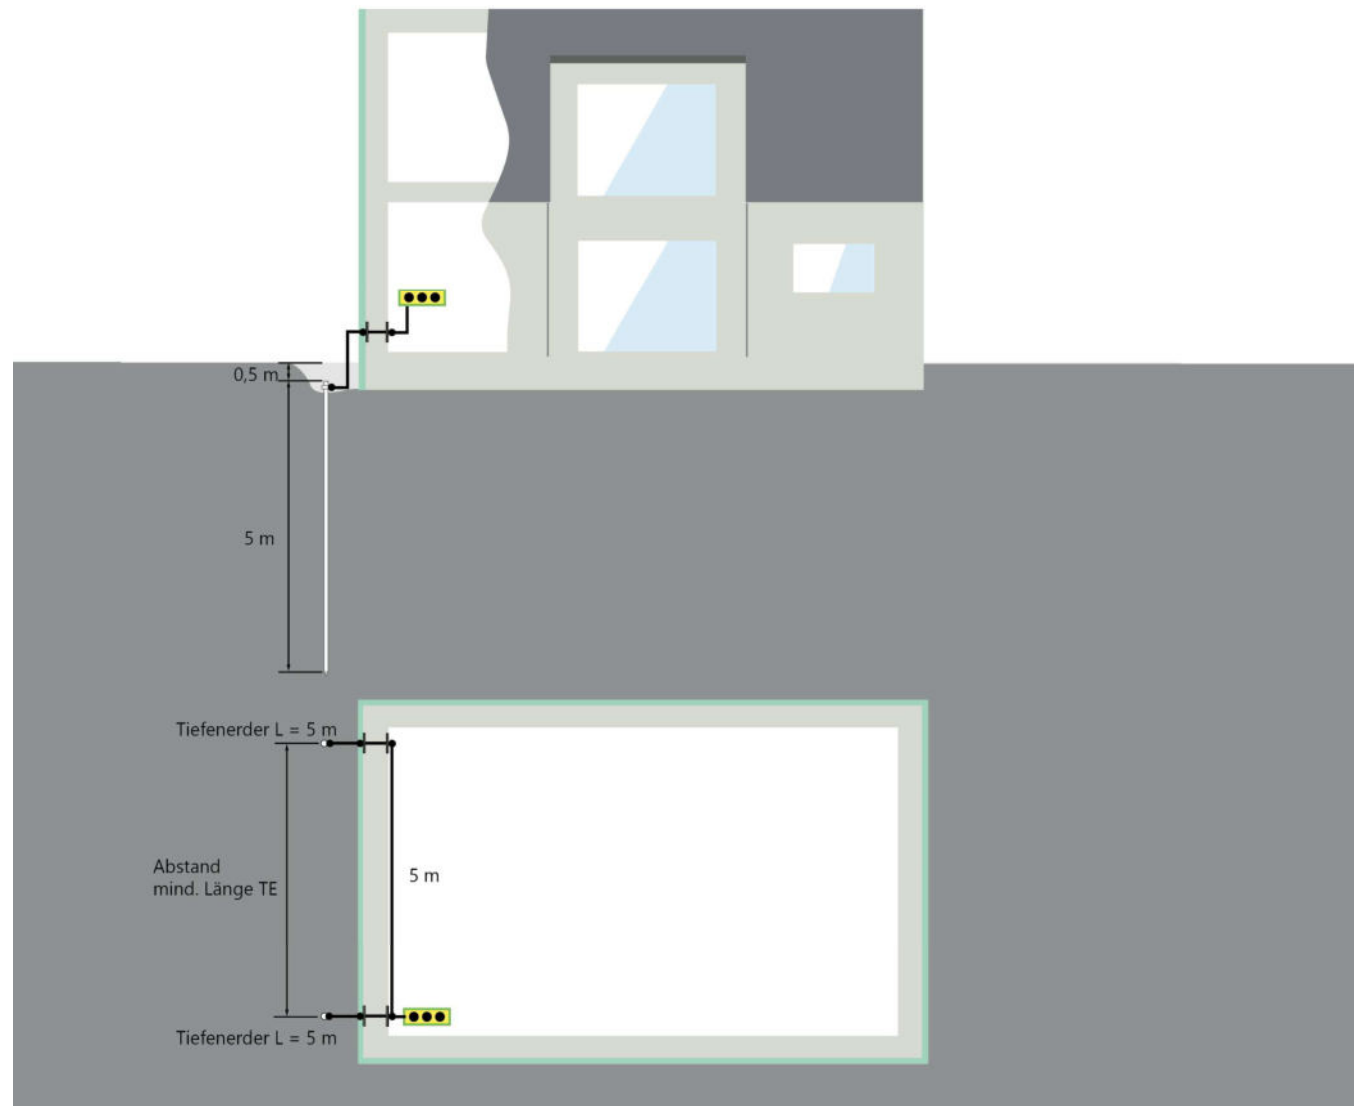 0,5 m
5 m
Tiefenerder L = 5 m
Abstand
mind. Länge TE
5 m
Tiefenerder L = 5 m